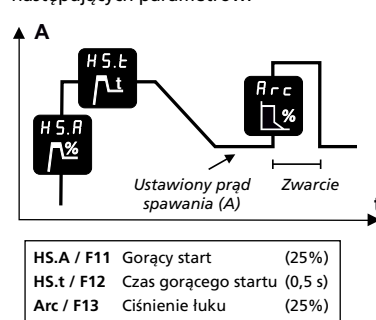 następujących parametrów:
A
HS.t
t
Arc
%
HS.A
%
Ustawiony prąd
spawania (A)
Zwarcie
t
HS.A / F11 Gorący start (25%)
HS.t / F12 Czas gorącego startu (0,5 s)
Arc / F13 Ciśnienie łuku (25%)